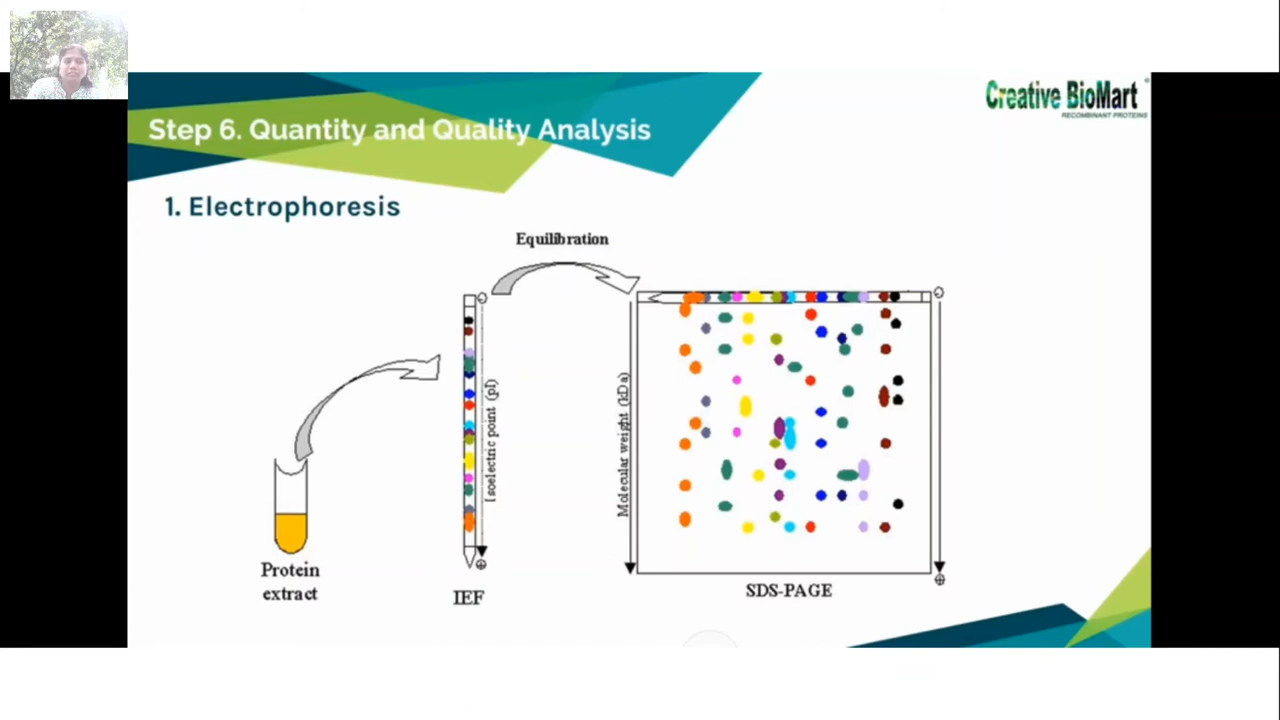 Creative BioMart
RECOMBINANT PROTEINS
Step 6. Quantity and Quality Analysis
1. Electrophoresis
Equilibration
Isoelectric point (pI)
Molecular weight (kDa)
Protein
extract
IEF
SDS-PAGE